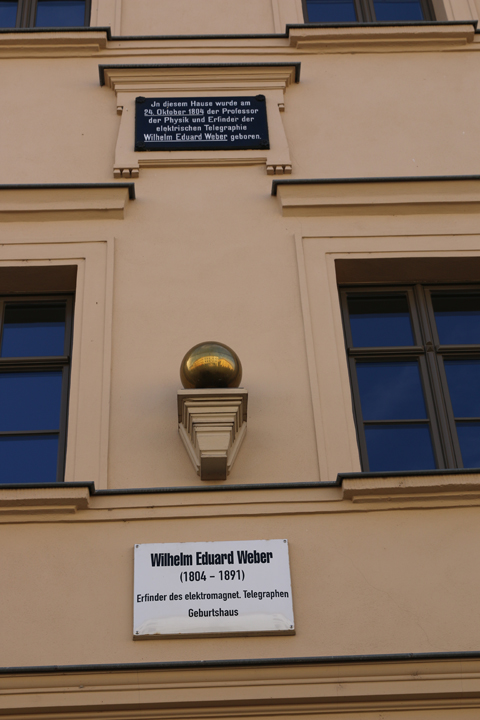 Jn diesem Hause wurde am
24. Oktober 1804 der Professor
der Physik und Erfinder der
elektrischen Telegraphie
Wilhelm Eduard Weber geboren.
Wilhelm Eduard Weber
(1804 - 1891)
Erfinder des elektromagnet. Telegraphen
Geburtshaus